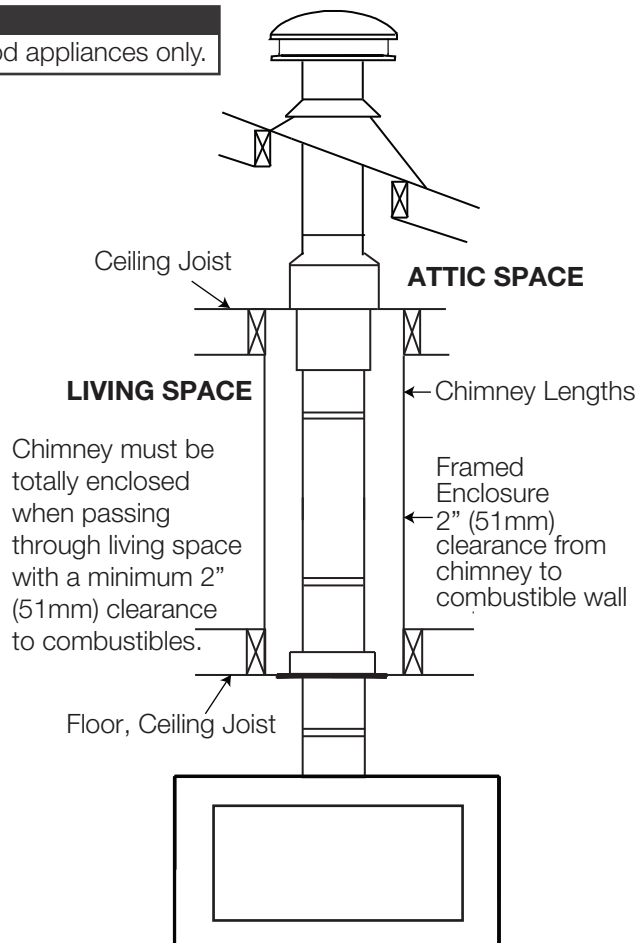 appliances only.
Ceiling Joist
ATTIC SPACE
LIVING SPACE
Chimney Lengths
Chimney must be
totally enclosed
when passing
through living space
with a minimum 2”
(51mm) clearance
to combustibles.
Framed
Enclosure
2” (51mm)
clearance from
chimney to
combustible wall
Floor, Ceiling Joist